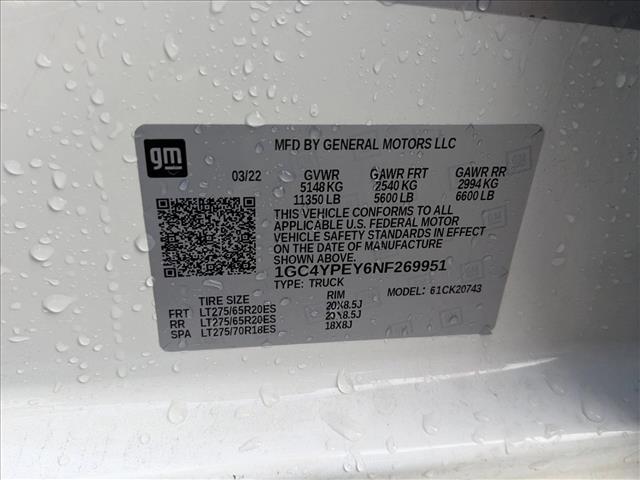 gm
MFD BY GENERAL MOTORS LLC
03/22 GVWR GAWR FRT GAWR RR
5148 KG 2540 KG 2994 KG
11350 LB 5600 LB 6600 LB
THIS VEHICLE CONFORMS TO ALL
APPLICABLE U.S. FEDERAL MOTOR
VEHICLE SAFETY STANDARDS IN
EFFECT ON THE DATE OF MANUFACTURE
SHOWN ABOVE.
1GC4YPEY6NF269951
TYPE: TRUCK MODEL: 61CK20743
TIRE SIZE RIM
FRT LT275/65R20ES 20X8.5J
RR LT275/65R20ES 20X8.5J
SPA LT275/70R18ES 18X8J